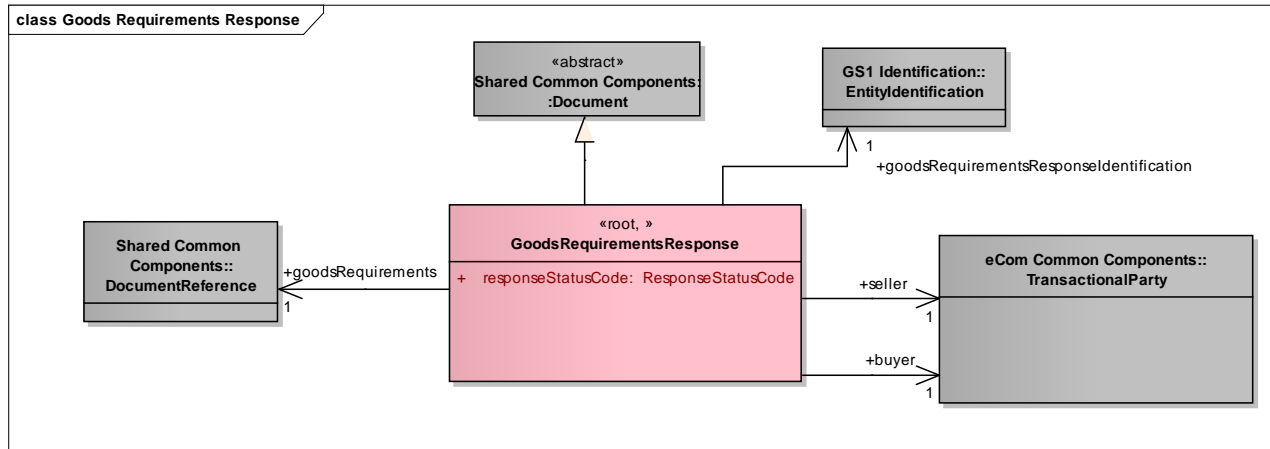 class Goods Requirements Response
«abstract»
Shared Common Components:
:Document
GS1 Identification::
EntityIdentification
1
+goodsRequirementsResponseIdentification
«root, »
GoodsRequirementsResponse
+ responseStatusCode: ResponseStatusCode
Shared Common
Components::
DocumentReference
+goodsRequirements
1
eCom Common Components::
TransactionalParty
+seller
1
+buyer
1